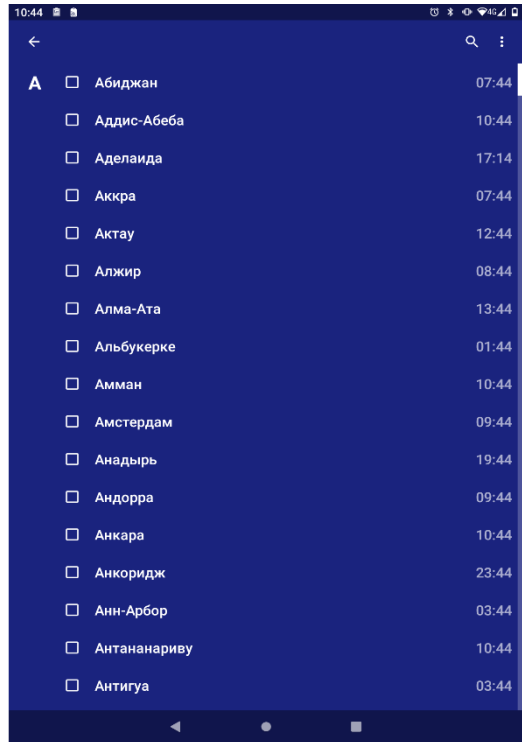 10:44 4G
A Абиджан 07:44
Аддис-Абеба 10:44
Аделаида 17:14
Аккра 07:44
Актау 12:44
Алжир 08:44
Алма-Ата 13:44
Альбукерке 01:44
Амман 10:44
Амстердам 09:44
Анадырь 19:44
Андорра 09:44
Анкара 10:44
Анкоридж 23:44
Анн-Арбор 03:44
Антананариву 10:44
Антигуа 03:44